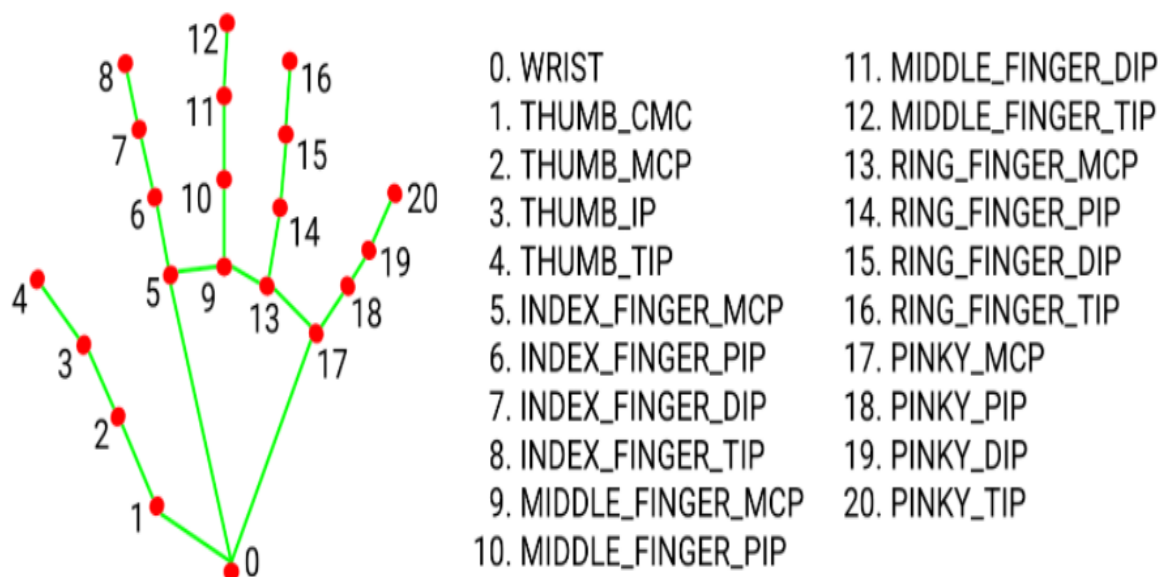 12
8
16
11
7
15
10
6
20
14
19
4
5
9
18
13
3
17
2
1
0
0. WRIST
1. THUMB_CMC
2. THUMB_MCP
3. THUMB_IP
4. THUMB_TIP
5. INDEX_FINGER_MCP
6. INDEX_FINGER_PIP
7. INDEX_FINGER_DIP
8. INDEX_FINGER_TIP
9. MIDDLE_FINGER_MCP
10. MIDDLE_FINGER_PIP
11. MIDDLE_FINGER_DIP
12. MIDDLE_FINGER_TIP
13. RING_FINGER_MCP
14. RING_FINGER_PIP
15. RING_FINGER_DIP
16. RING_FINGER_TIP
17. PINKY_MCP
18. PINKY_PIP
19. PINKY_DIP
20. PINKY_TIP